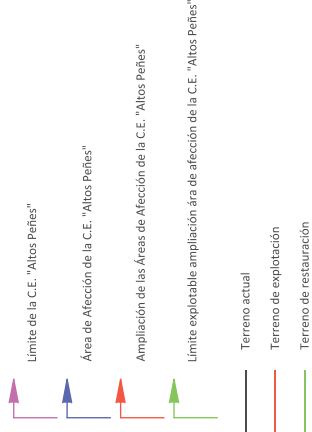 Límite de la C.E. "Altos Peñes"
Área de Afección de la C.E. "Altos Peñes"
Ampliación de las Áreas de Afección de la C.E. "Altos Peñes"
Límite explotable ampliación ára de afección de la C.E. "Altos Peñes"
Terreno actual
Terreno de explotación
Terreno de restauración